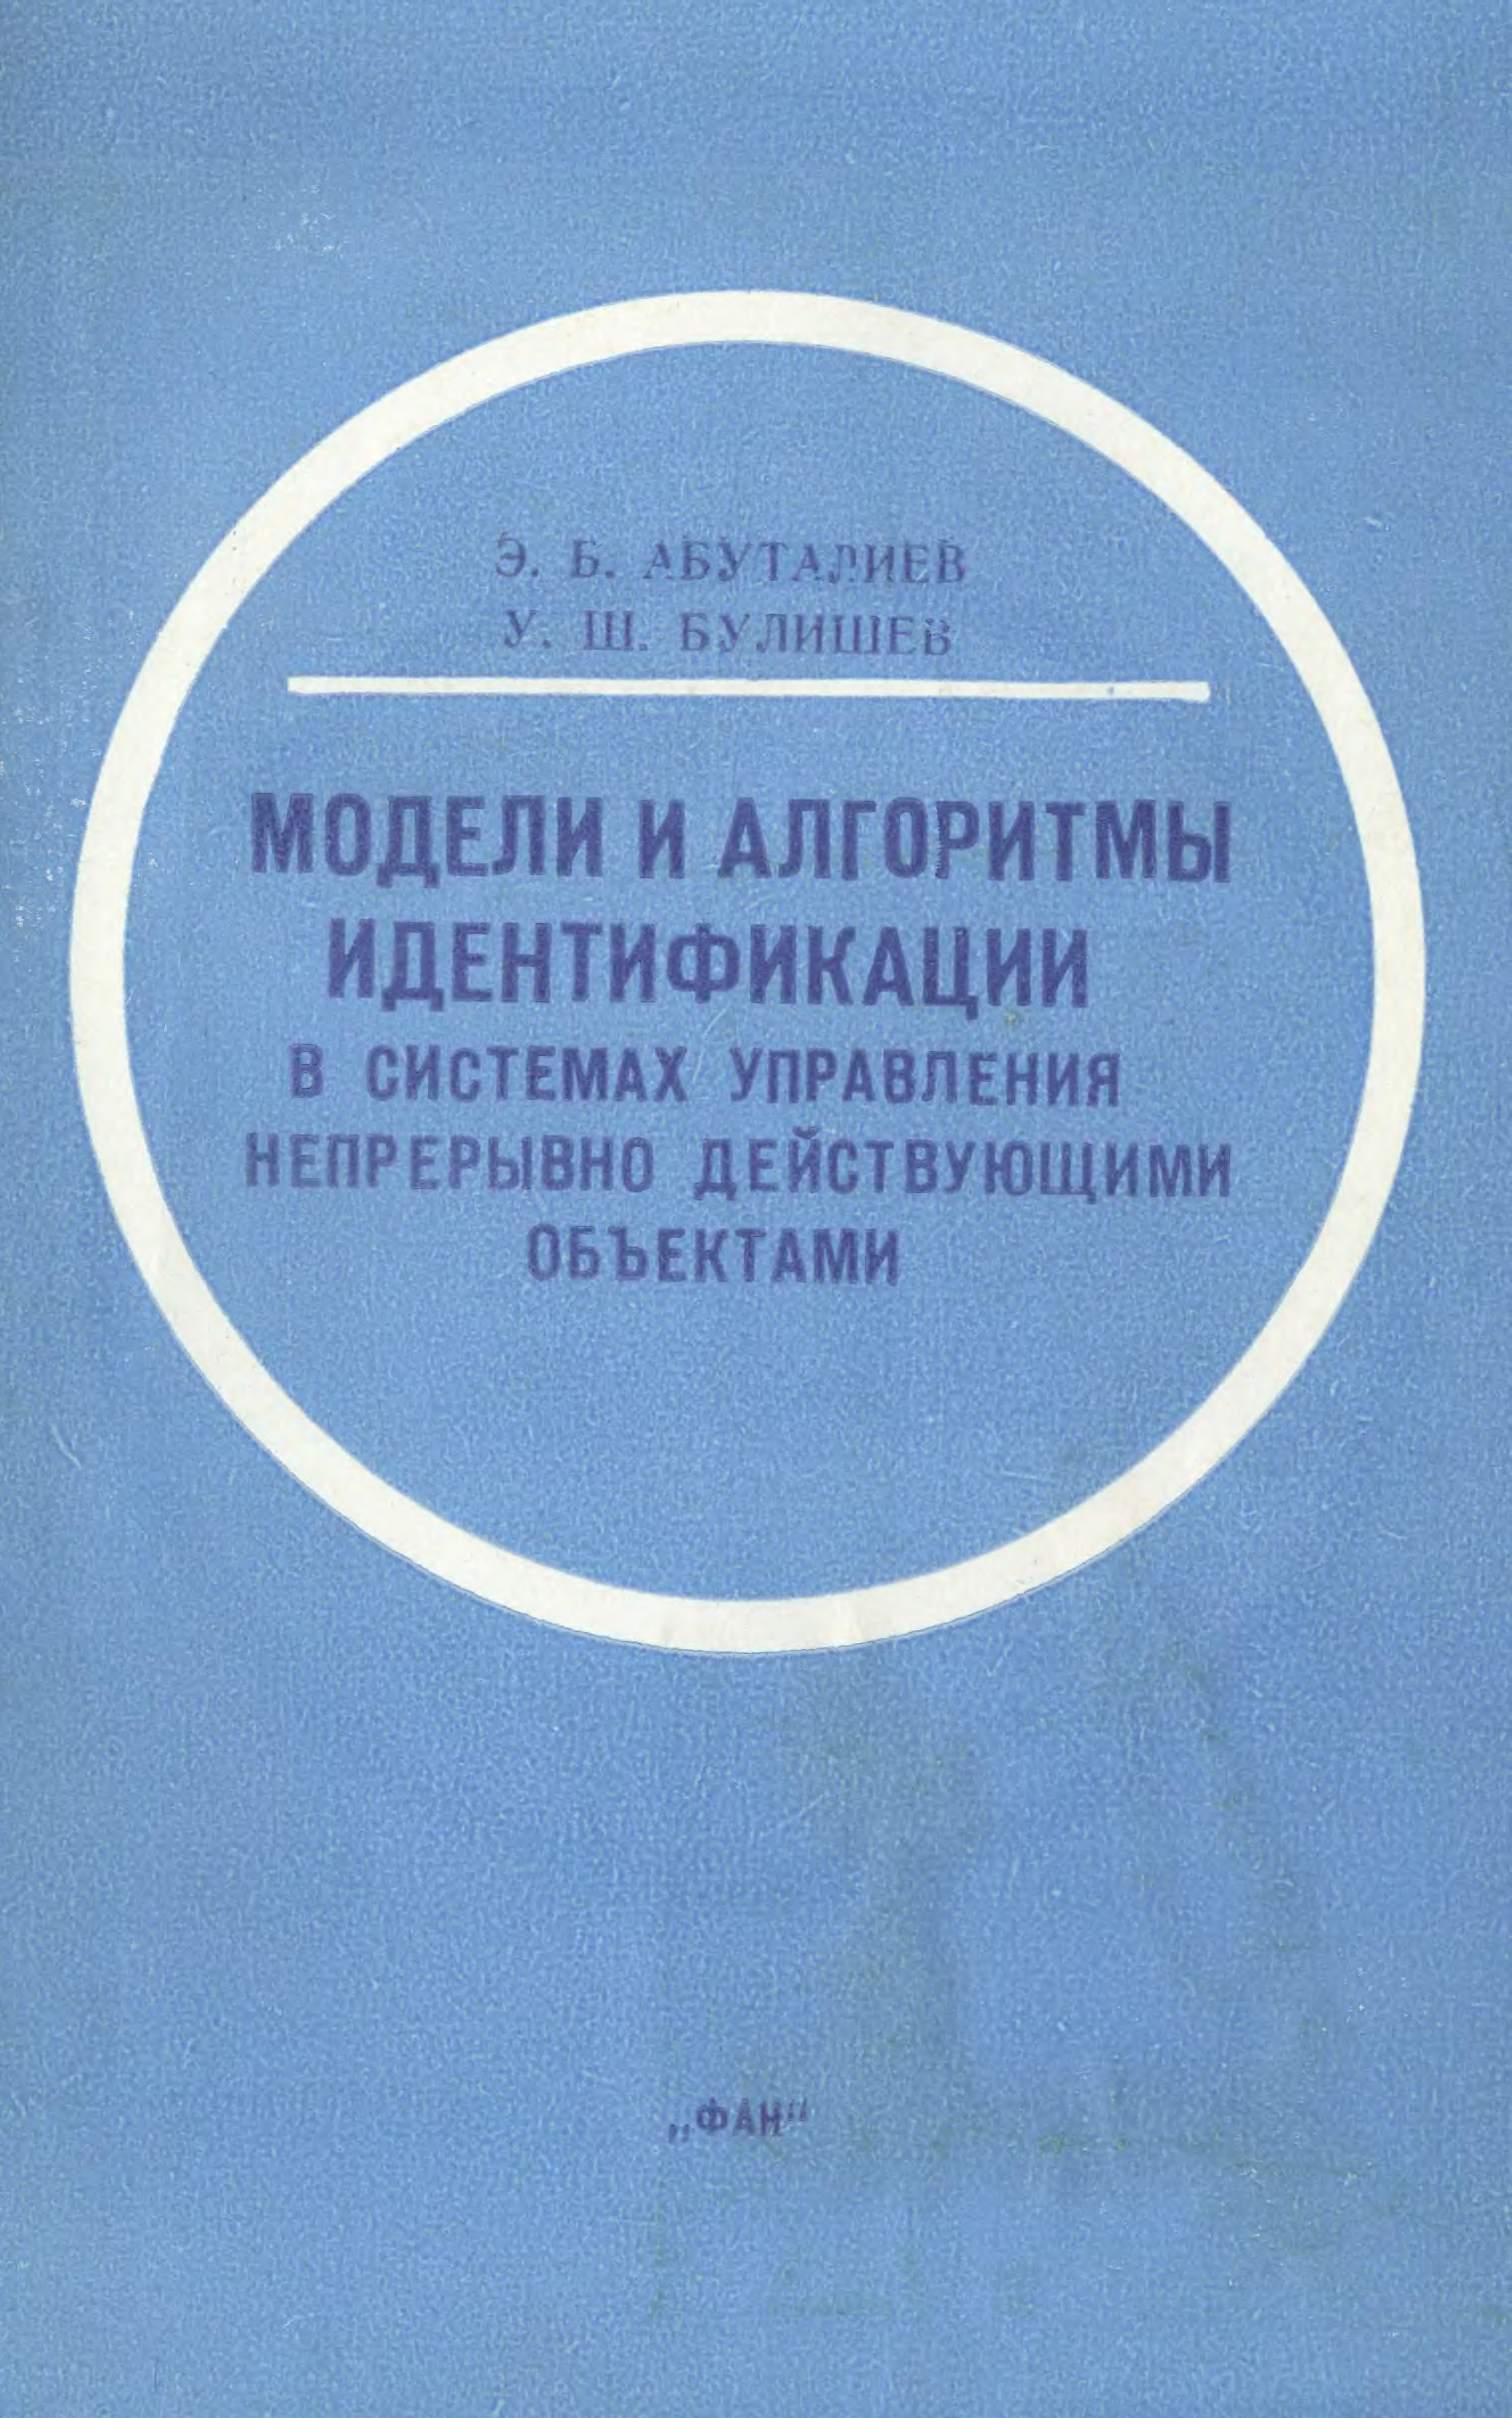 Э. Б. АБУТАЛИЕВ
У. Ш. БУЛИШЕВ
МОДЕЛИ И АЛГОРИТМЫ
ИДЕНТИФИКАЦИИ
В СИСТЕМАХ УПРАВЛЕНИЯ
НЕПРЕРЫВНО ДЕЙСТВУЮЩИМИ
ОБЪЕКТАМИ
„ФАН“